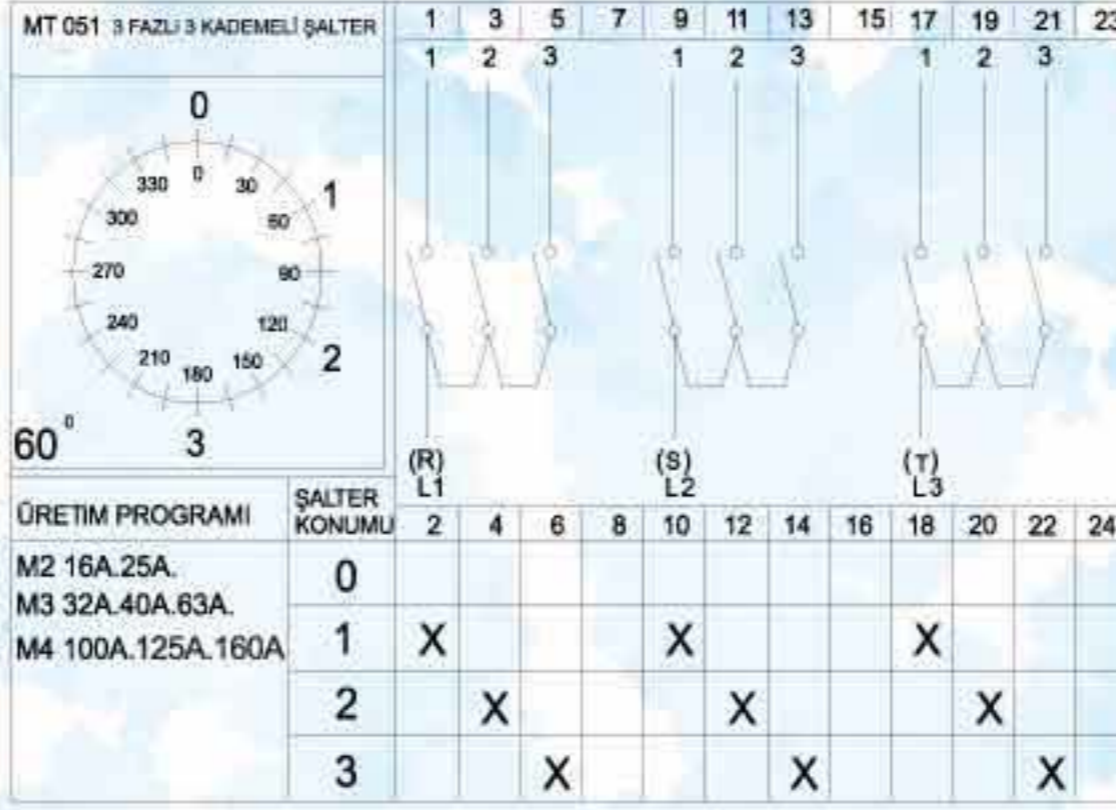 MT 051 3 FAZLI 3 KADEMELİ ŞALTER
0
1
2
3
0
30
60
90
120
150
180
210
240
270
300
330
60°
1 3 5 7 9 11 13 15 17 19 21 23
1 2 3 1 2 3 1 2 3
(R) (S) (T)
L1 L2 L3
ÜRETIM PROGRAMI
M2 16A.25A.
M3 32A.40A.63A.
M4 100A.125A.160A
ŞALTER
KONUMU 2 4 6 8 10 12 14 16 18 20 22 24
0
1 X X X
2 X X X
3 X X X